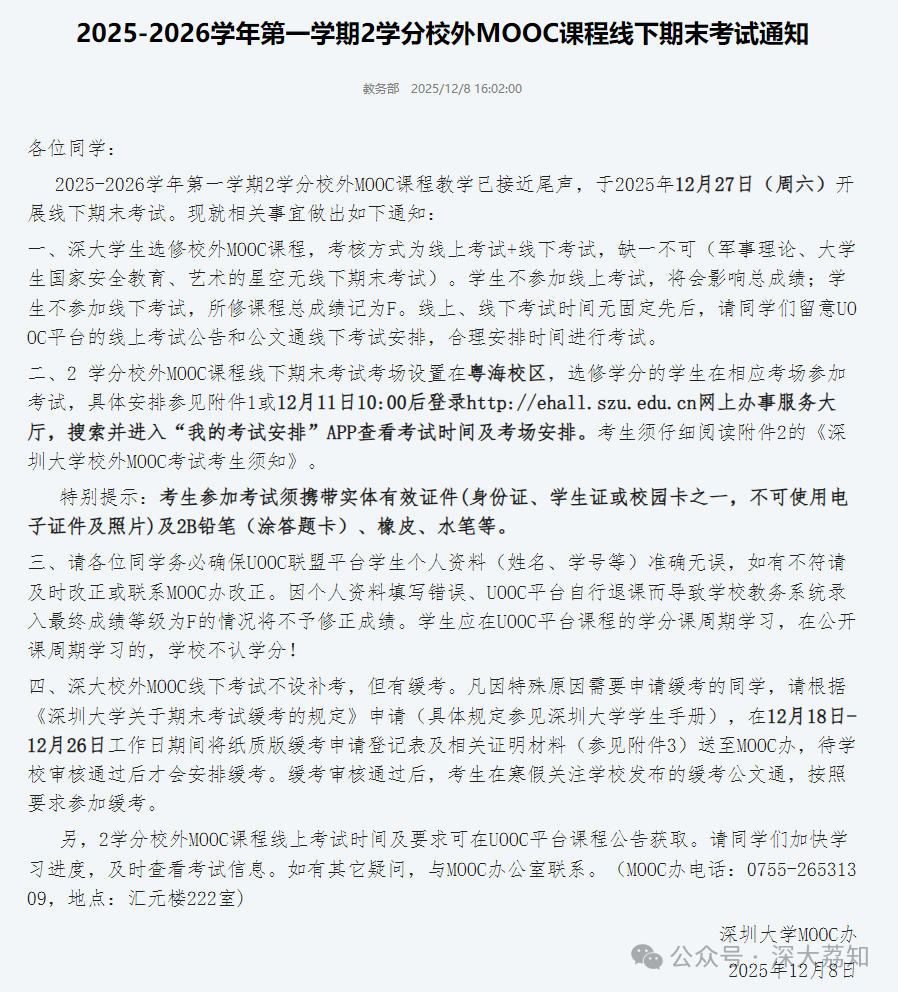 2025-2026学年第一学期2学分校外MOOC课程线下期末考试通知
教务部 2025/12/8 16:02:00
各位同学：
2025-2026学年第一学期2学分校外MOOC课程教学已接近尾声，于2025年12月27日（周六）开
展线下期末考试。现就相关事宜做出如下通知：
一、深大学生选修校外MOOC课程，考核方式为线上考试+线下考试，缺一不可（军事理论、大学
生国家安全教育、艺术的星空无线下期末考试）。学生不参加线上考试，将会影响总成绩；学
生不参加线下考试，所修课程总成绩记为F。线上、线下考试时间无固定先后，请同学们留意UO
OC平台的线上考试公告和公文通线下考试安排，合理安排时间进行考试。
二、2 学分校外MOOC课程线下期末考试考场设置在粤海校区，选修学分的学生在相应考场参加
考试，具体安排参见附件1或12月11日10:00后登录http://ehall.szu.edu.cn网上办事服务大
厅，搜索并进入“我的考试安排”APP查看考试时间及考场安排。考生须仔细阅读附件2的《深
圳大学校外MOOC考试考生须知》。
特别提示：考生参加考试须携带实体有效证件(身份证、学生证或校园卡之一，不可使用电
子证件及照片)及2B铅笔（涂答题卡）、橡皮、水笔等。
三、请各位同学务必确保UOOC联盟平台学生个人资料（姓名、学号等）准确无误，如有不符请
及时改正或联系MOOC办改正。因个人资料填写错误、UOOC平台自行退课而导致学校教务系统录
入最终成绩等级为F的情况将不予修正成绩。学生应在UOOC平台课程的学分课周期学习，在公开
课周期学习的，学校不认学分！
四、深大校外MOOC线下考试不设补考，但有缓考。凡因特殊原因需要申请缓考的同学，请根据
《深圳大学关于期末考试缓考的规定》申请（具体规定参见深圳大学学生手册），在12月18日-
12月26日工作日期间将纸质版缓考申请登记表及相关证明材料（参见附件3）送至MOOC办，待学
校审核通过后才会安排缓考。缓考审核通过后，考生在寒假关注学校发布的缓考公文通，按照
要求参加缓考。
另，2学分校外MOOC课程线上考试时间及要求可在UOOC平台课程公告获取。请同学们加快学
习进度，及时查看考试信息。如有其它疑问，与MOOC办公室联系。（MOOC办电话：0755-265313
09，地点：汇元楼222室)
深圳大学MOOC办
公众号·深大荔知
2025年12月8日